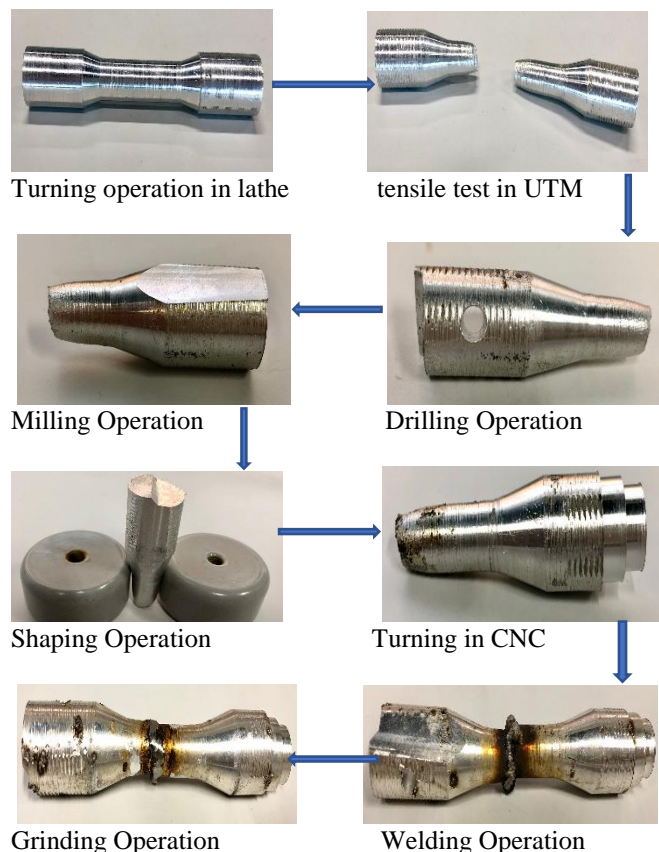 Turning operation in lathe
tensile test in UTM
Milling Operation
Drilling Operation
Shaping Operation
Turning in CNC
Grinding Operation
Welding Operation